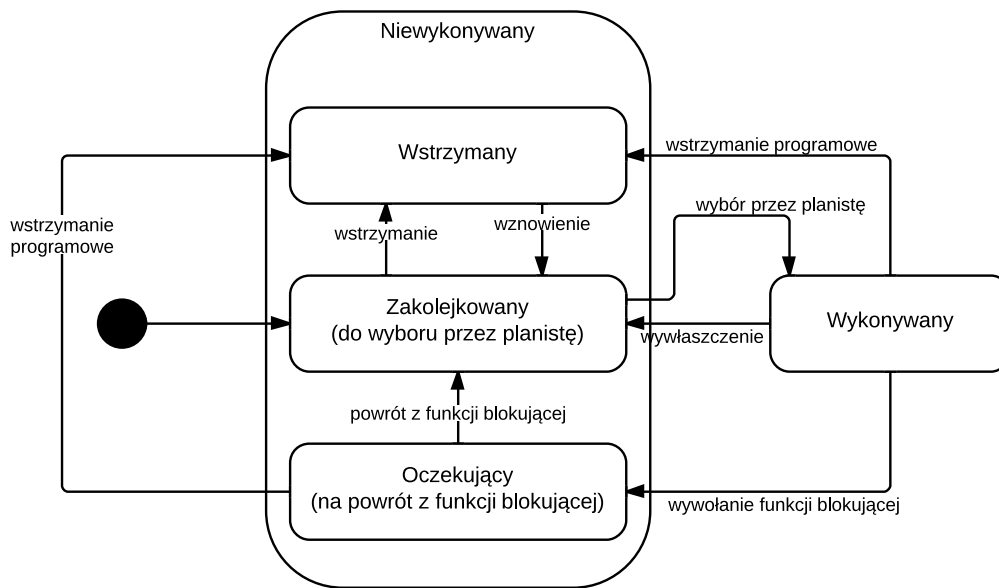 Niewykonywany
Wstrzymany
wstrzymanie programowe
wybór przez planistę
wstrzymanie
programowe
wstrzymanie
wznowienie
Zakolejkowany
(do wyboru przez planistę)
Wykonywany
wywłaszczenie
powrót z funkcji blokującej
Oczekujący
(na powrót z funkcji blokującej)
wywołanie funkcji blokującej